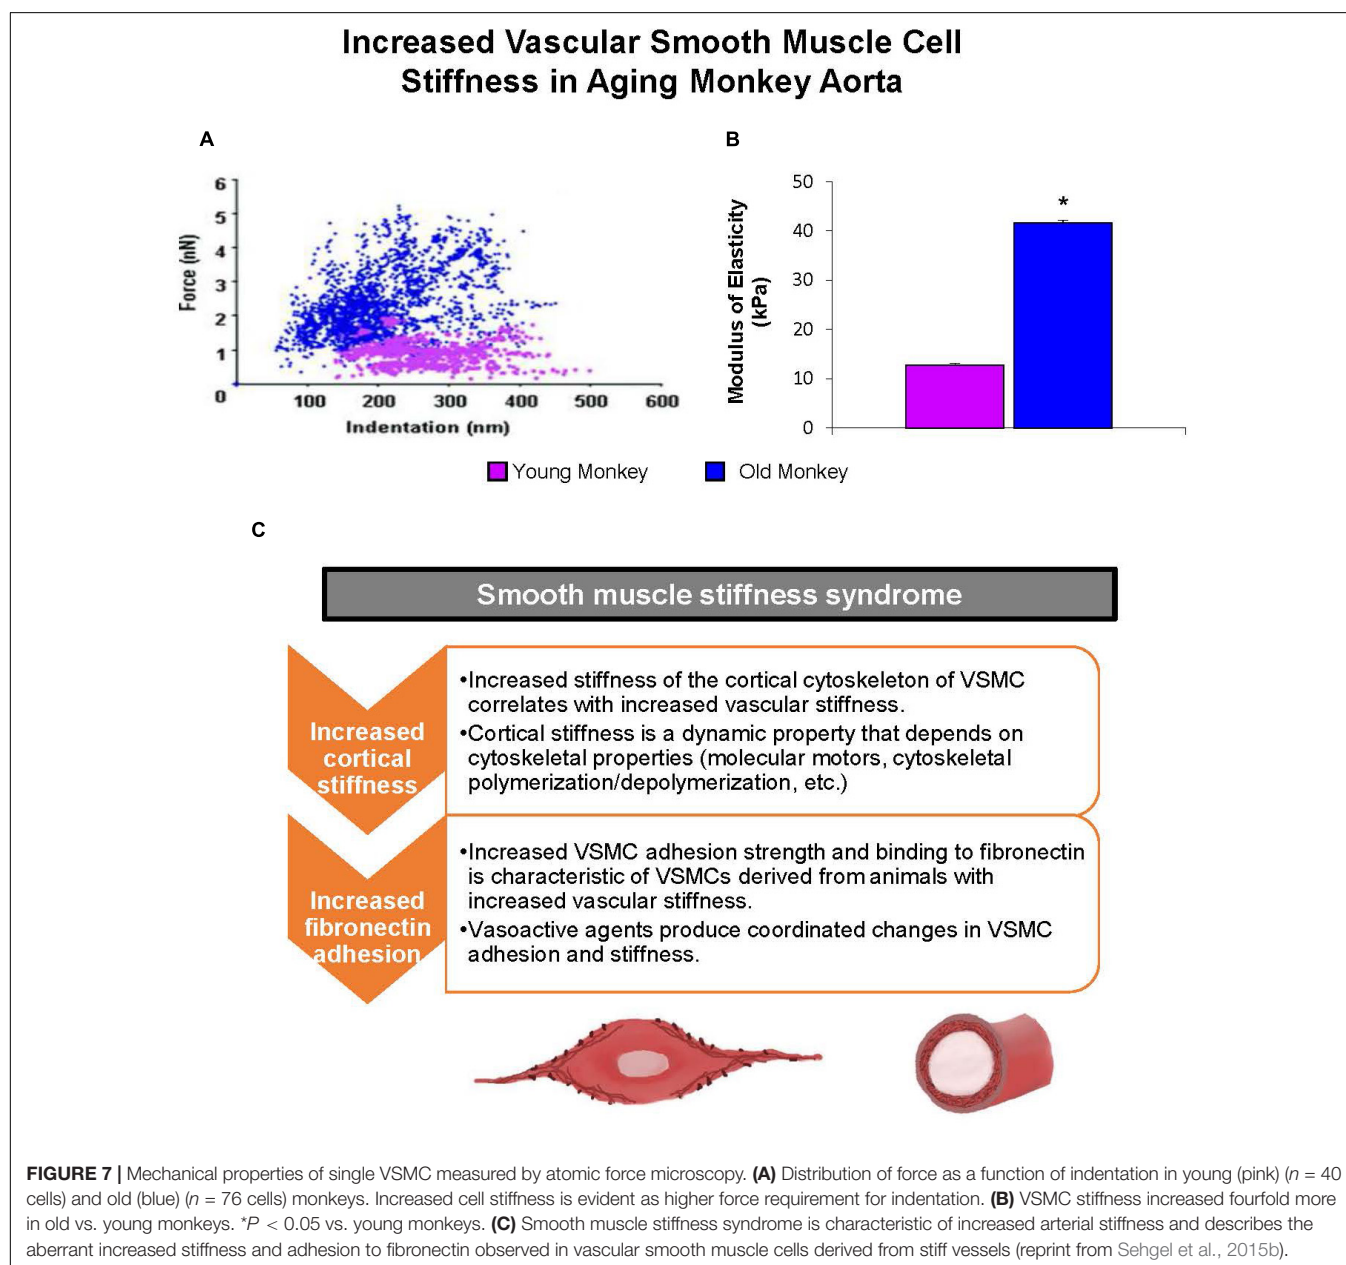 Increased Vascular Smooth Muscle Cell
Stiffness in Aging Monkey Aorta
A
6
5
4
3
2
1
0
Force (nN)
100 200 300 400 500 600
Indentation (nm)
B
50
40
30
20
10
0
Modulus of Elasticity
(kPa)
*
Young Monkey
Old Monkey
C
Smooth muscle stiffness syndrome
Increased
cortical
stiffness
•Increased stiffness of the cortical cytoskeleton of VSMC
correlates with increased vascular stiffness.
•Cortical stiffness is a dynamic property that depends on
cytoskeletal properties (molecular motors, cytoskeletal
polymerization/depolymerization, etc.)
Increased
fibronectin
adhesion
•Increased VSMC adhesion strength and binding to fibronectin
is characteristic of VSMCs derived from animals with
increased vascular stiffness.
•Vasoactive agents produce coordinated changes in VSMC
adhesion and stiffness.
FIGURE 7 | Mechanical properties of single VSMC measured by atomic force microscopy. (A) Distribution of force as a function of indentation in young (pink) (n = 40
cells) and old (blue) (n = 76 cells) monkeys. Increased cell stiffness is evident as higher force requirement for indentation. (B) VSMC stiffness increased fourfold more
in old vs. young monkeys. *P < 0.05 vs. young monkeys. (C) Smooth muscle stiffness syndrome is characteristic of increased arterial stiffness and describes the
aberrant increased stiffness and adhesion to fibronectin observed in vascular smooth muscle cells derived from stiff vessels (reprint from Sehgel et al., 2015b).